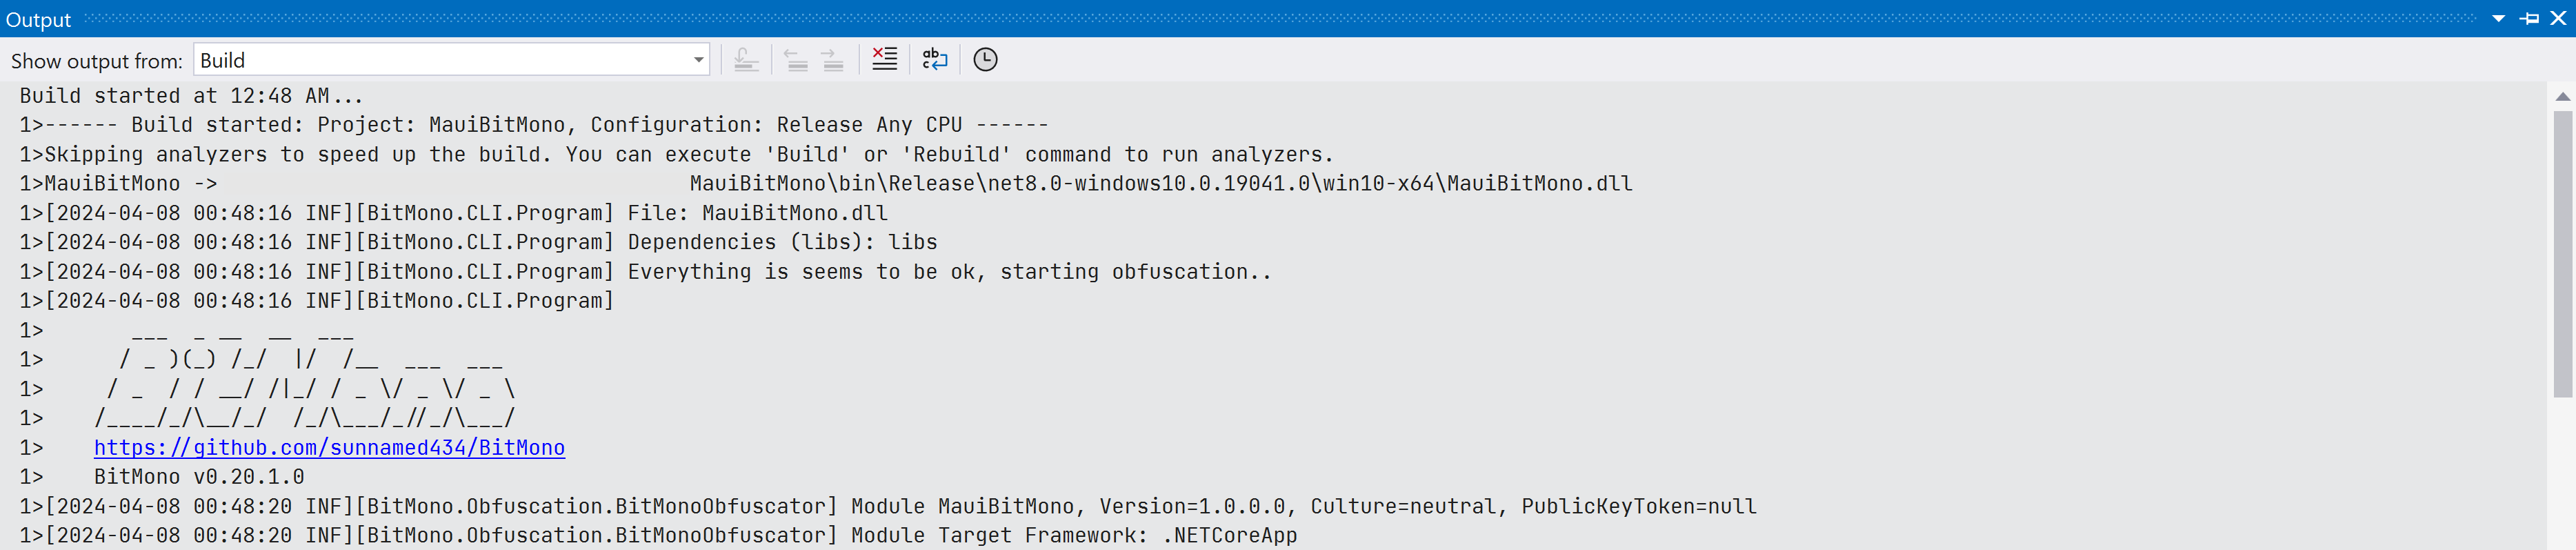 Output
Show output from: Build
Build started at 12:48 AM...
1>------ Build started: Project: MauiBitMono, Configuration: Release Any CPU ------
1>Skipping analyzers to speed up the build. You can execute 'Build' or 'Rebuild' command to run analyzers.
1>MauiBitMono -> MauiBitMono\bin\Release\net8.0-windows10.0.19041.0\win10-x64\MauiBitMono.dll
1>[2024-04-08 00:48:16 INF][BitMono.CLI.Program] File: MauiBitMono.dll
1>[2024-04-08 00:48:16 INF][BitMono.CLI.Program] Dependencies (libs): libs
1>[2024-04-08 00:48:16 INF][BitMono.CLI.Program] Everything is seems to be ok, starting obfuscation..
1>[2024-04-08 00:48:16 INF][BitMono.CLI.Program]
1>       ___  _ __  __  ___
1>      / _ )(_) /_/  |/  /__  ___  ___
1>     / _  / / __/ /|_/ / _ \/ _ \/ _ \
1>    /____/_/\__/_/  /_/\___/_//_/\___/
1>    https://github.com/sunnamed434/BitMono
1>    BitMono v0.20.1.0
1>[2024-04-08 00:48:20 INF][BitMono.Obfuscation.BitMonoObfuscator] Module MauiBitMono, Version=1.0.0.0, Culture=neutral, PublicKeyToken=null
1>[2024-04-08 00:48:20 INF][BitMono.Obfuscation.BitMonoObfuscator] Module Target Framework: .NETCoreApp